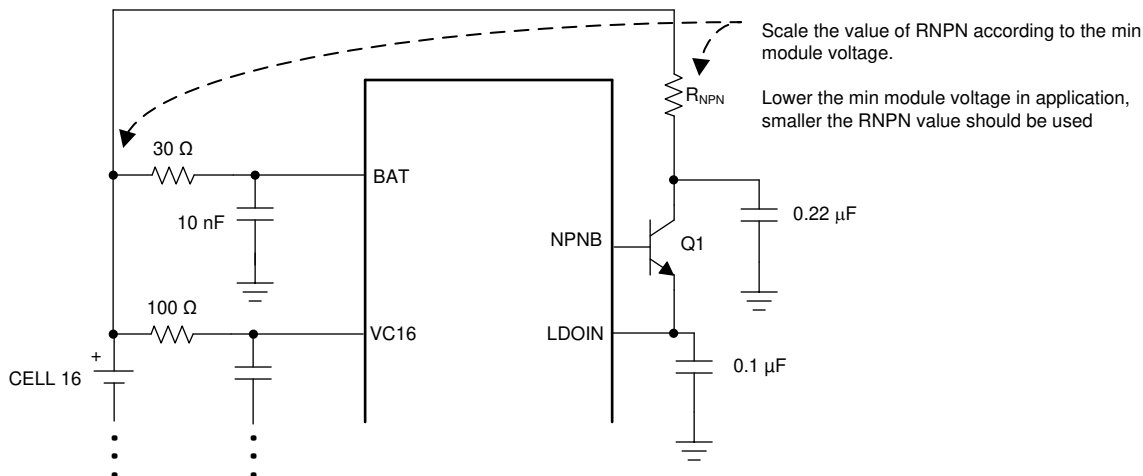 Scale the value of RNPN according to the min
module voltage.
Lower the min module voltage in application,
smaller the RNPN value should be used
RNPN
30 Ω
BAT
10 nF
0.22 μF
NPNB
Q1
100 Ω
VC16
LDOIN
+
CELL 16
0.1 µF